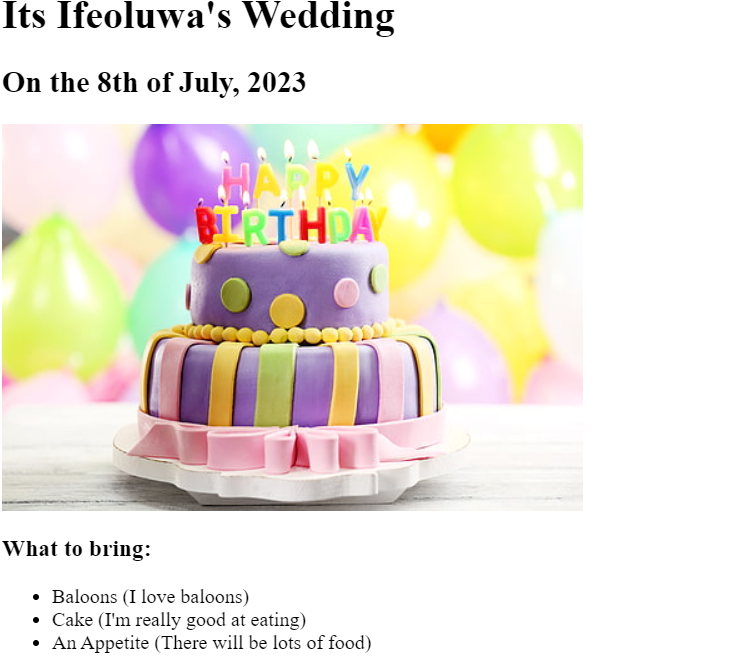 Its Ifeoluwa's Wedding
On the 8th of July, 2023
HAPPY
BIRTHDAY
What to bring:
Baloons (I love baloons)
Cake (I'm really good at eating)
An Appetite (There will be lots of food)